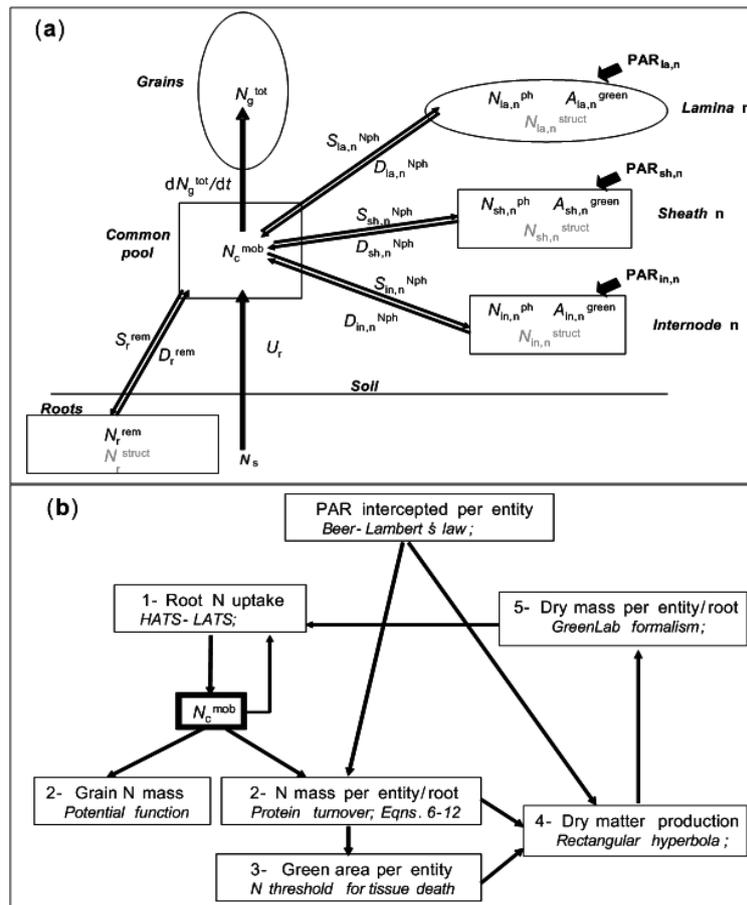 (a)
Grains
N_g^tot
dN_g^tot/dt
Common
pool
N_c^mob
S_r^rem
D_r^rem
U_r
Soil
Roots
N_r^rem
N_r^struct
N_s
S_la,n^Nph
D_la,n^Nph
S_sh,n^Nph
D_sh,n^Nph
S_in,n^Nph
D_in,n^Nph
PAR_la,n
N_la,n^ph A_la,n^green
N_la,n^struct
Lamina n
PAR_sh,n
N_sh,n^ph A_sh,n^green
N_sh,n^struct
Sheath n
PAR_in,n
N_in,n^ph A_in,n^green
N_in,n^struct
Internode n
(b)
PAR intercepted per entity
Beer- Lambert ś law ;
1- Root N uptake
HATS- LATS;
5- Dry mass per entity/root
GreenLab formalism ;
N_c^mob
2- Grain N mass
Potential function
2- N mass per entity/root
Protein turnover; Eqns. 6-12
4- Dry matter production
Rectangular hyperbola ;
3- Green area per entity
N threshold for tissue death